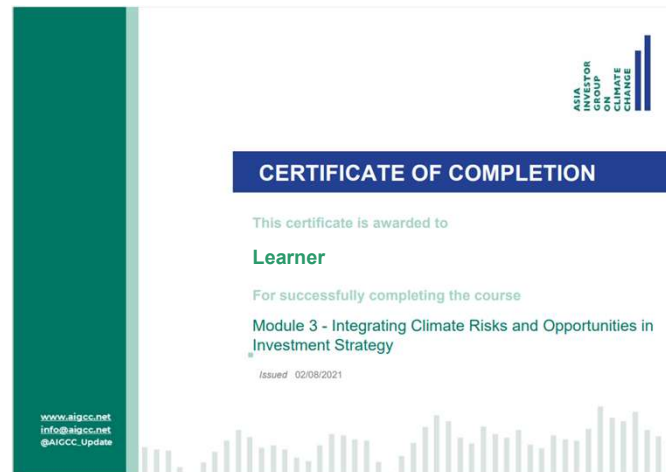 ASIA
INVESTOR
GROUP
ON
CLIMATE
CHANGE
CERTIFICATE OF COMPLETION
This certificate is awarded to
Learner
For successfully completing the course
Module 3 - Integrating Climate Risks and Opportunities in
Investment Strategy
Issued 02/08/2021
www.aigcc.net
info@aigcc.net
@AIGCC_Update